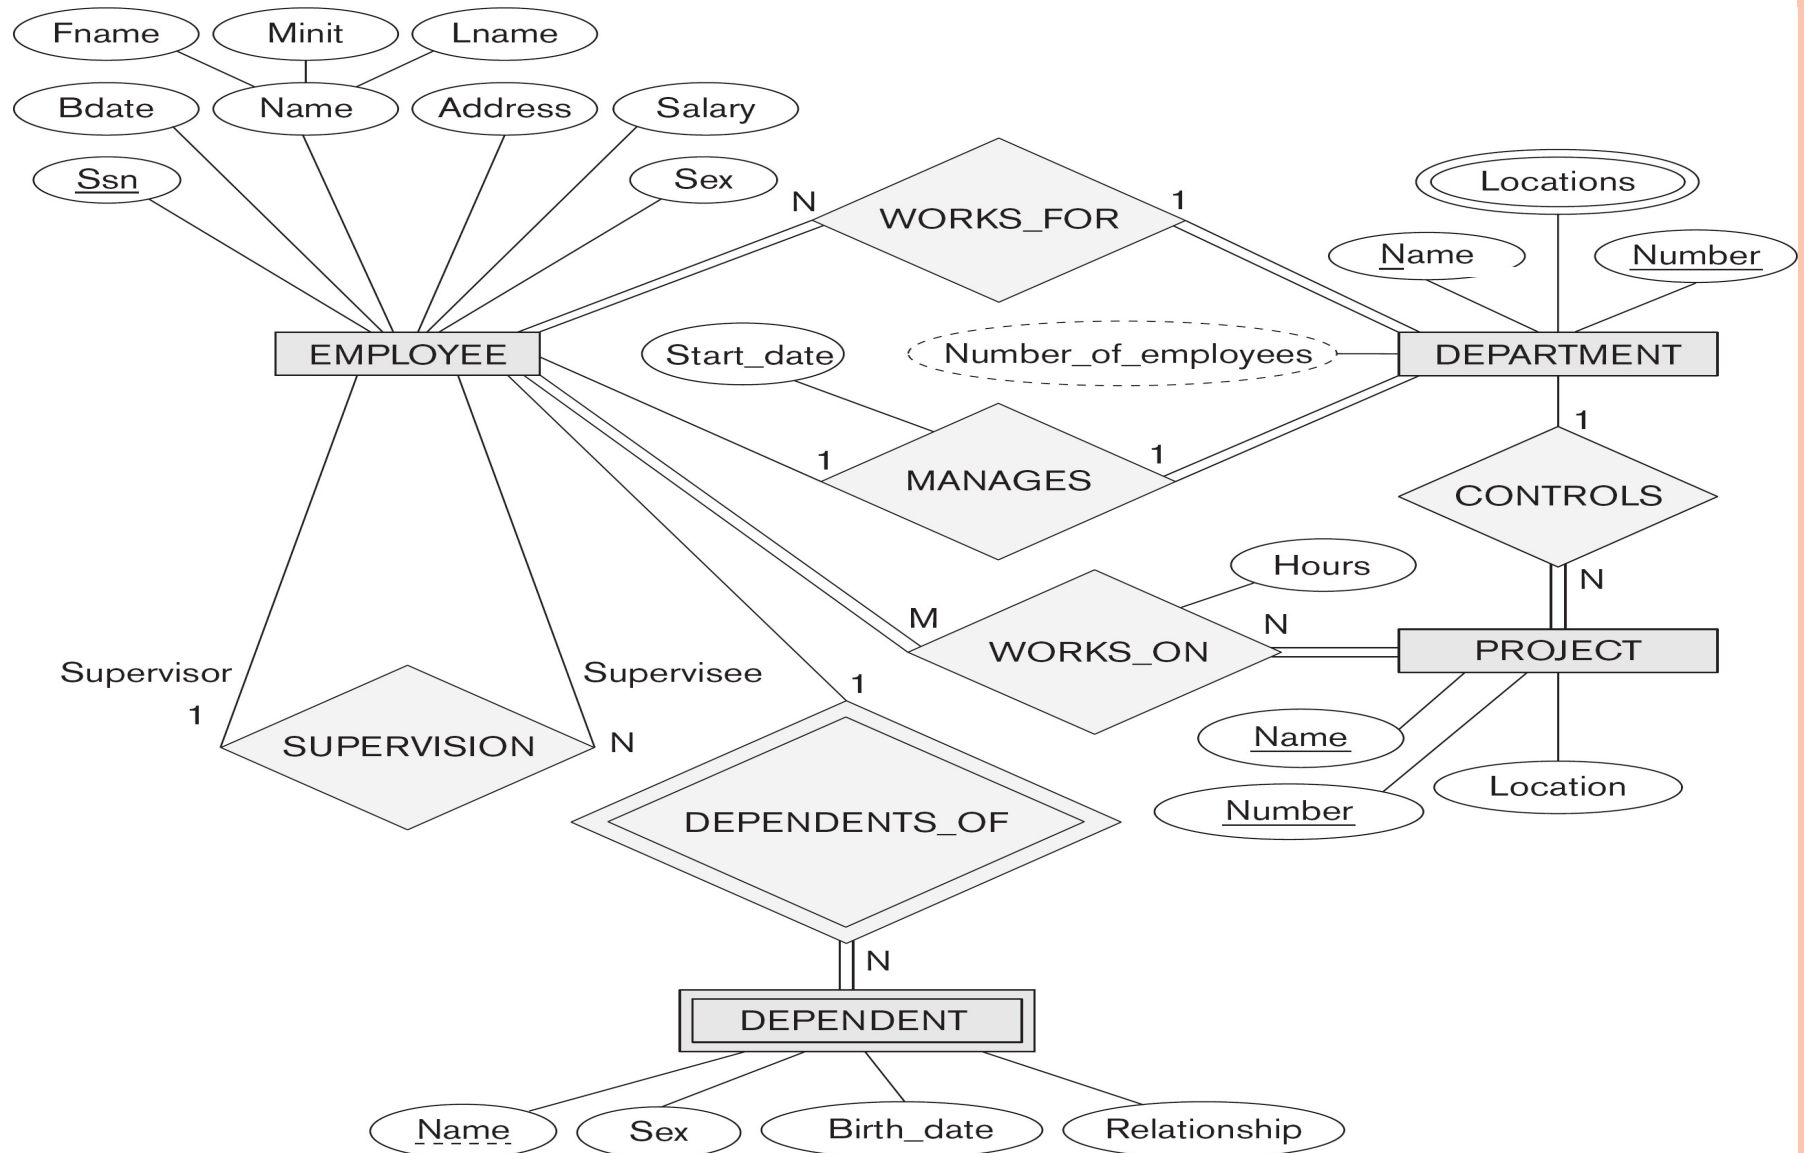 Fname Minit Lname
Bdate Name Address Salary
Ssn Sex
N WORKS_FOR 1
Locations
Name Number
EMPLOYEE Start_date Number_of_employees DEPARTMENT
1 MANAGES 1
1
CONTROLS
N
Hours
M WORKS_ON N
PROJECT
Supervisor Supervisee
1 SUPERVISION N
1
Name
Number
Location
DEPENDENTS_OF
N
DEPENDENT
Name Sex Birth_date Relationship